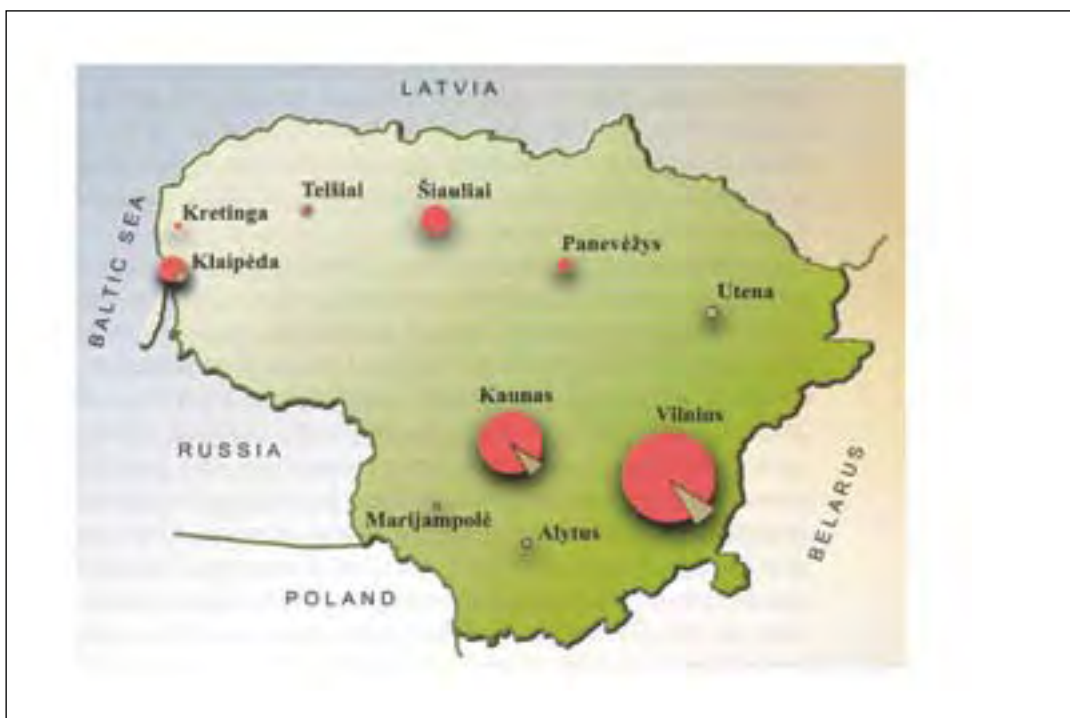 LATVIA
Telšiai
Šiauliai
Kretinga
Panevėžys
BALTIC SEA
Klaipėda
Utena
Kaunas
Vilnius
RUSSIA
BELARUS
Marijampolė
Alytus
POLAND